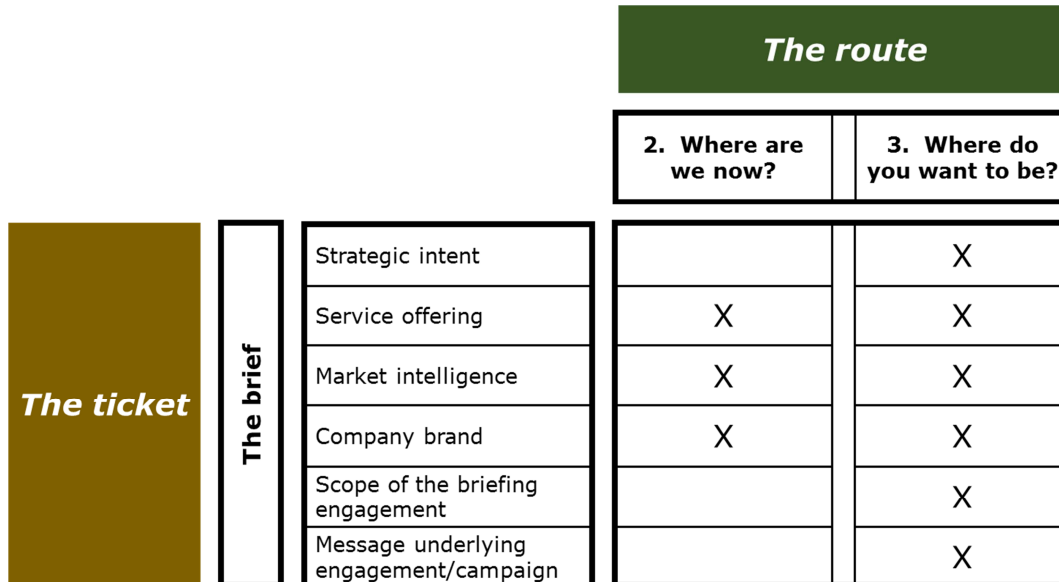 The route
2. Where are
we now?
3. Where do
you want to be?
The ticket
The brief
Strategic intent
X
Service offering
X
X
Market intelligence
X
X
Company brand
X
X
Scope of the briefing
engagement
X
Message underlying
engagement/campaign
X